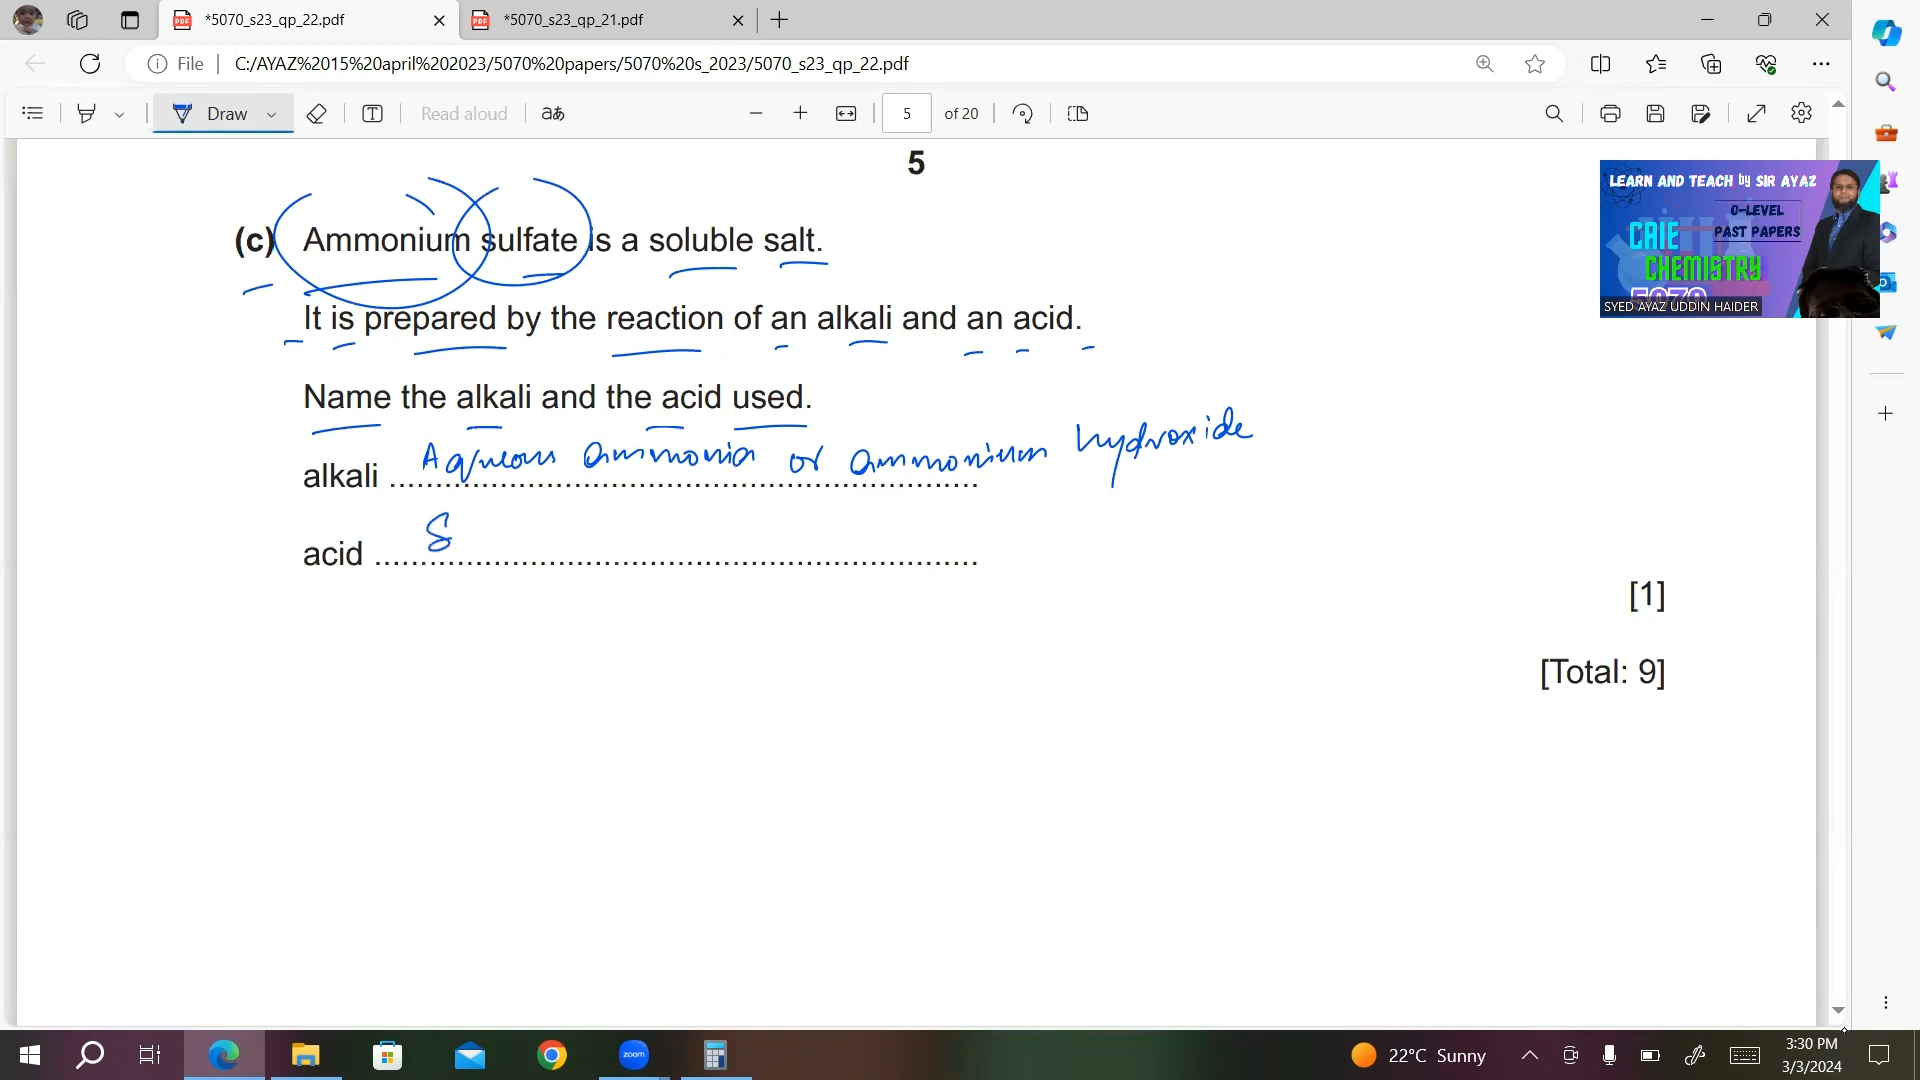 *5070_s23_qp_22.pdf
*5070_s23_qp_21.pdf
File
C:/AYAZ%2015%20april%202023/5070%20papers/5070%20s_2023/5070_s23_qp_22.pdf
Draw
Read aloud
aあ
5 of 20
5
LEARN AND TEACH by SIR AYAZ
O-LEVEL
PAST PAPERS
CAIE
CHEMISTRY
5070
SYED AYAZ UDDIN HAIDER
(c) Ammonium sulfate is a soluble salt.
It is prepared by the reaction of an alkali and an acid.
Name the alkali and the acid used.
Aqueous ammonia or ammonium hydroxide
alkali ................................................................
S
acid ..................................................................
[1]
[Total: 9]
zoom
22°C Sunny
3:30 PM
3/3/2024